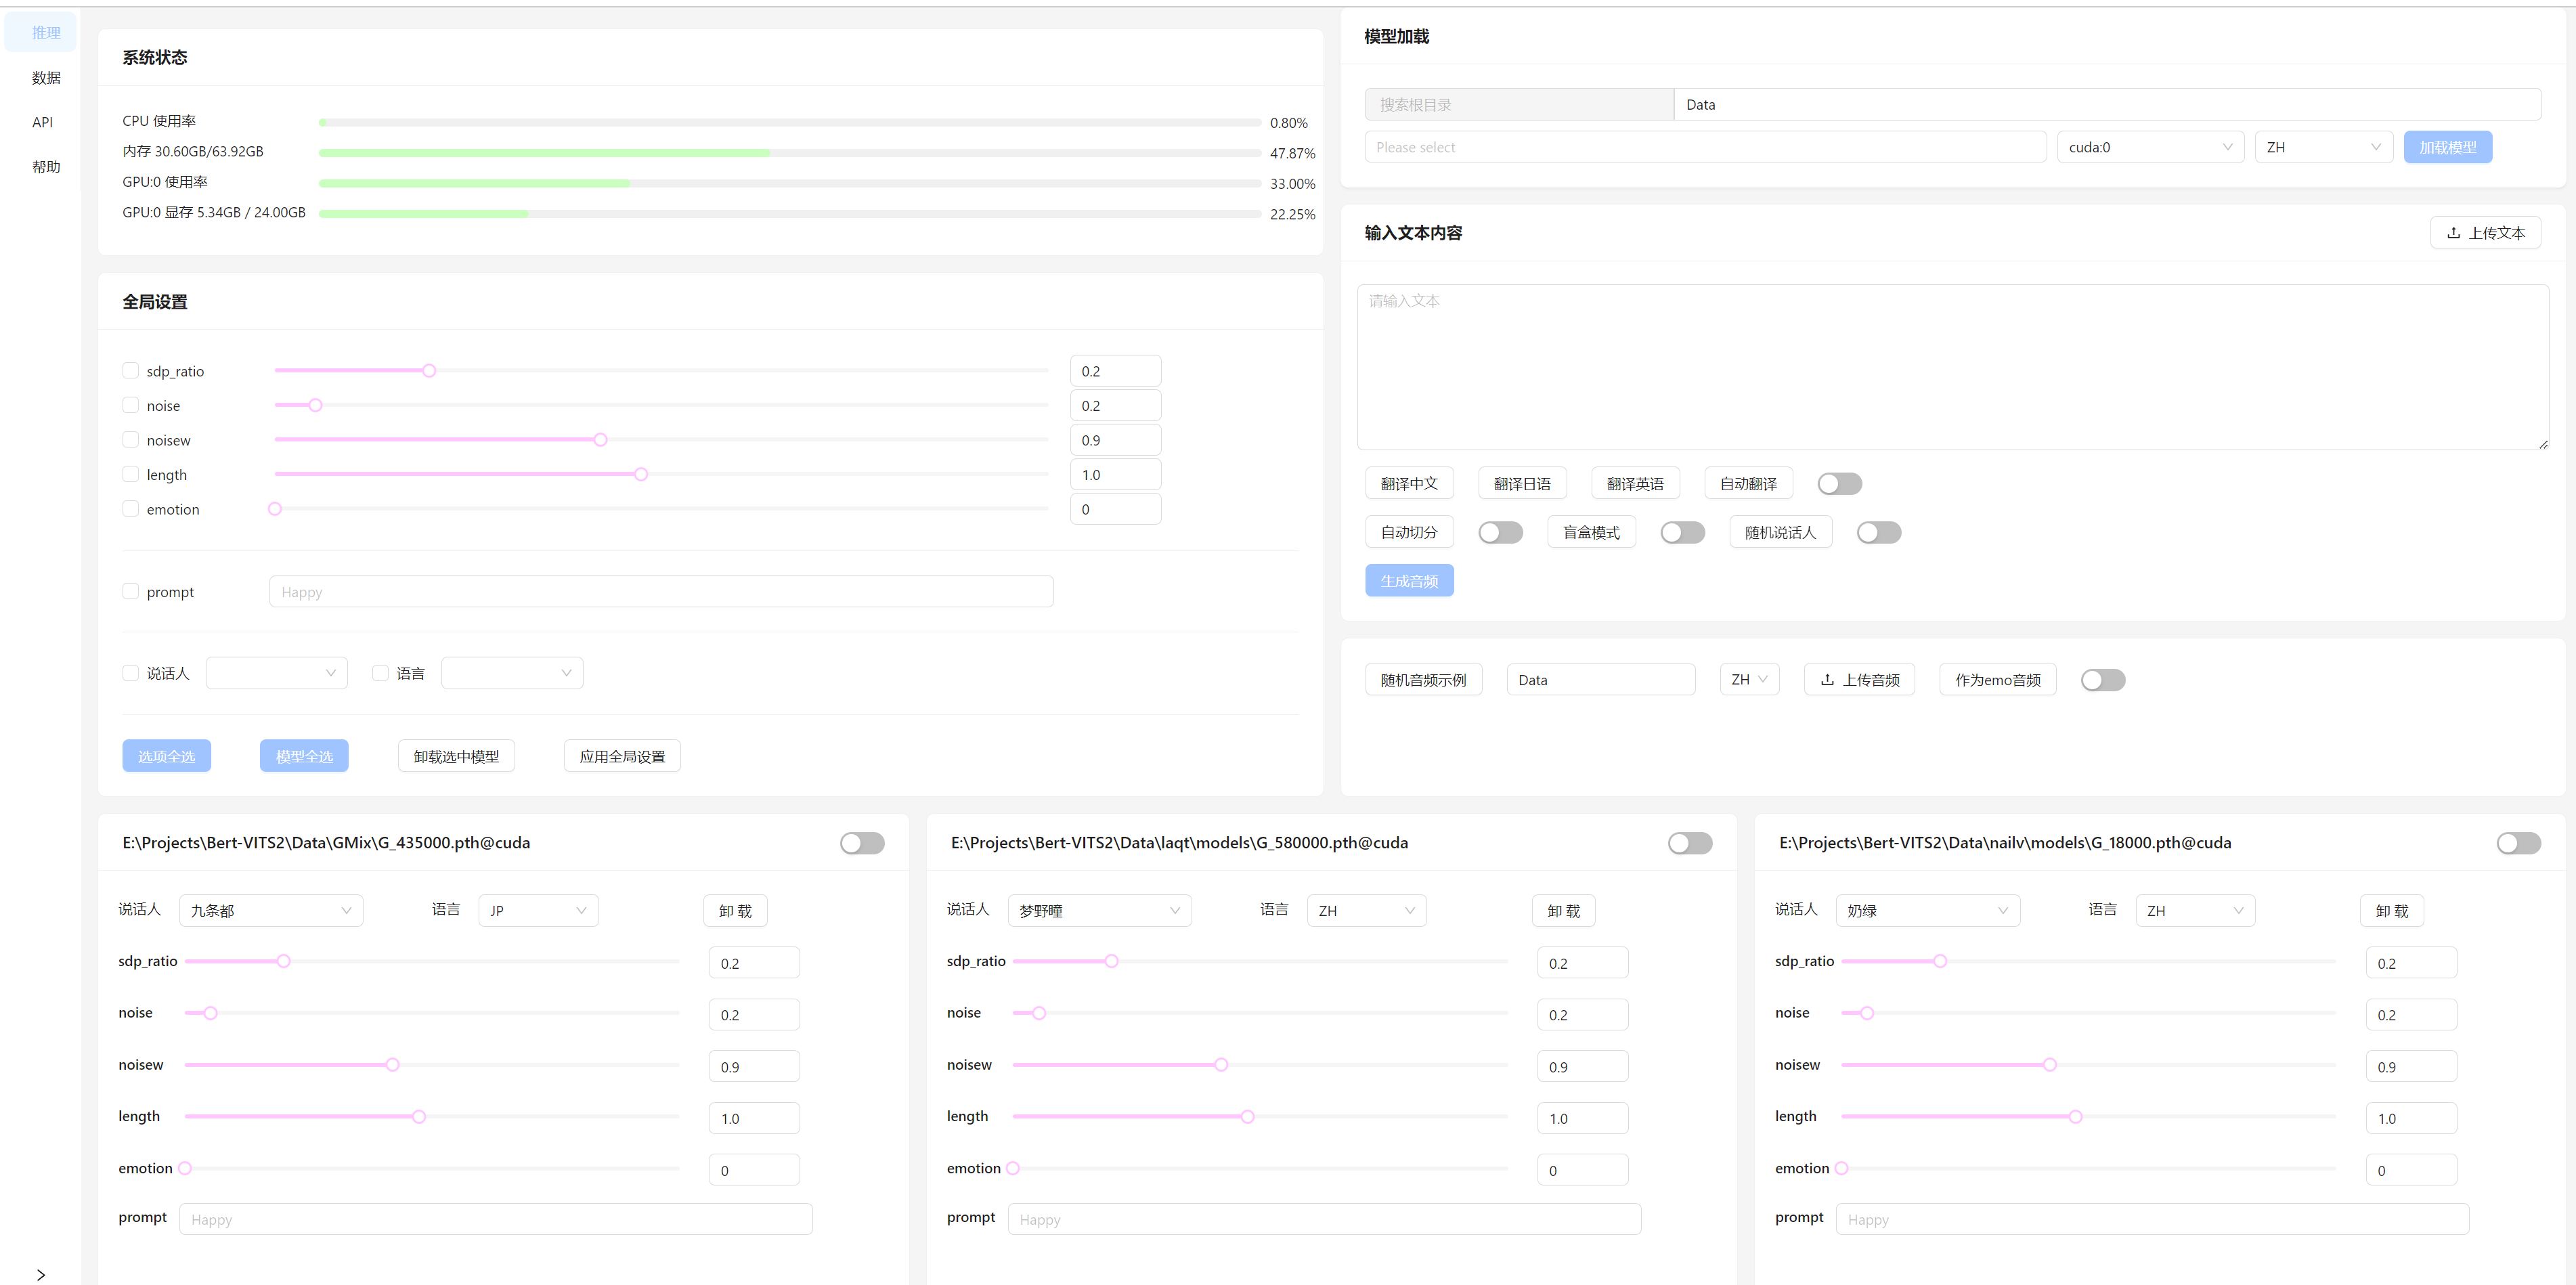 推理
数据
API
帮助
系统状态
CPU 使用率 0.80%
内存 30.60GB/63.92GB 47.87%
GPU:0 使用率 33.00%
GPU:0 显存 5.34GB / 24.00GB 22.25%
全局设置
sdp_ratio 0.2
noise 0.2
noisew 0.9
length 1.0
emotion 0
prompt Happy
说话人 语言
选项全选 模型全选 卸载选中模型 应用全局设置
模型加载
搜索根目录 Data
Please select cuda:0 ZH 加载模型
输入文本内容 上传文本
请输入文本
翻译中文 翻译日语 翻译英语 自动翻译
自动切分 盲盒模式 随机说话人
生成音频
随机音频示例 Data ZH 上传音频 作为emo音频
E:\Projects\Bert-VITS2\Data\GMix\G_435000.pth@cuda
说话人 九条都 语言 JP 卸 载
sdp_ratio 0.2
noise 0.2
noisew 0.9
length 1.0
emotion 0
prompt Happy
E:\Projects\Bert-VITS2\Data\laqt\models\G_580000.pth@cuda
说话人 梦野瞳 语言 ZH 卸 载
sdp_ratio 0.2
noise 0.2
noisew 0.9
length 1.0
emotion 0
prompt Happy
E:\Projects\Bert-VITS2\Data\nailv\models\G_18000.pth@cuda
说话人 奶绿 语言 ZH 卸 载
sdp_ratio 0.2
noise 0.2
noisew 0.9
length 1.0
emotion 0
prompt Happy